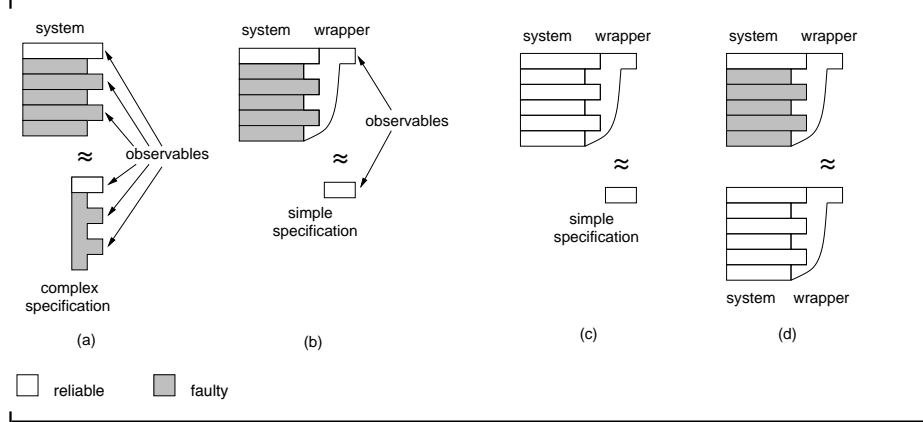 system
observables
complex
specification
(a)
system wrapper
observables
simple
specification
(b)
system wrapper
simple
specification
(c)
system wrapper
system wrapper
(d)
reliable
faulty